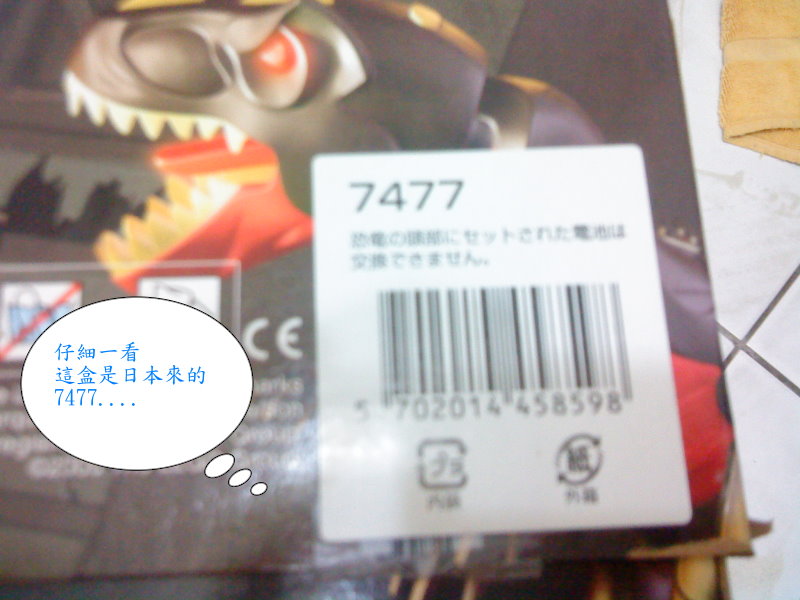 7477
恐竜の頭部にセットされた電池は
交換できません。
5 702014 458598
プラ
内袋
紙
外箱
CE
仔細一看
這盒是日本來的
7477....